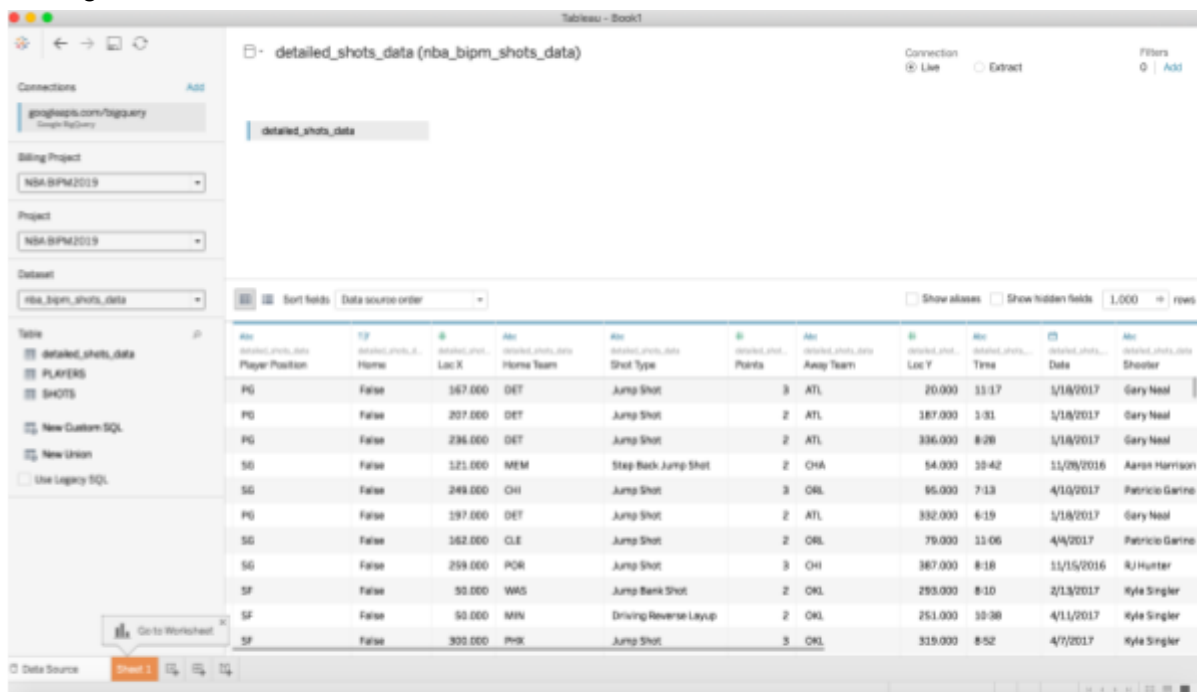 Tableau - Book1
detailed_shots_data (nba_bipm_shots_data)
Connection
Live Extract
Filters
0 Add
Connections Add
googleapis.com/bigquery
Google BigQuery
detailed_shots_data
Billing Project
NBA BIPM2019
Project
NBA BIPM2019
Dataset
nba_bipm_shots_data
Sort fields Data source order
Show aliases Show hidden fields 1,000 rows
Table
detailed_shots_data
PLAYERS
SHOTS
New Custom SQL
New Union
Use Legacy SQL
Abc Abc Abc Abc Abc Abc
Player Position Home Loc X Home Team Shot Type Points Away Team Loc Y Time Date Shooter
PG False 167.000 DET Jump Shot 3 ATL 20.000 11:17 1/18/2017 Gary Neal
PG False 207.000 DET Jump Shot 2 ATL 187.000 1:31 1/18/2017 Gary Neal
PG False 236.000 DET Jump Shot 2 ATL 336.000 8:28 1/18/2017 Gary Neal
SG False 121.000 MEM Step Back Jump Shot 2 CHA 54.000 10:42 11/28/2016 Aaron Harrison
SG False 249.000 CHI Jump Shot 3 ORL 95.000 7:13 4/10/2017 Patricio Garino
PG False 197.000 DET Jump Shot 2 ATL 332.000 6:19 1/18/2017 Gary Neal
SG False 162.000 CLE Jump Shot 2 ORL 79.000 11:06 4/4/2017 Patricio Garino
SG False 259.000 POR Jump Shot 3 CHI 387.000 8:18 11/15/2016 RJ Hunter
SF False 50.000 WAS Jump Bank Shot 2 OKL 293.000 8:10 2/13/2017 Kyle Singler
SF False 50.000 MIN Driving Reverse Layup 2 OKL 251.000 10:38 4/11/2017 Kyle Singler
SF False 300.000 PHX Jump Shot 3 OKL 319.000 8:52 4/7/2017 Kyle Singler
Go to Worksheet
Data Source Sheet 1